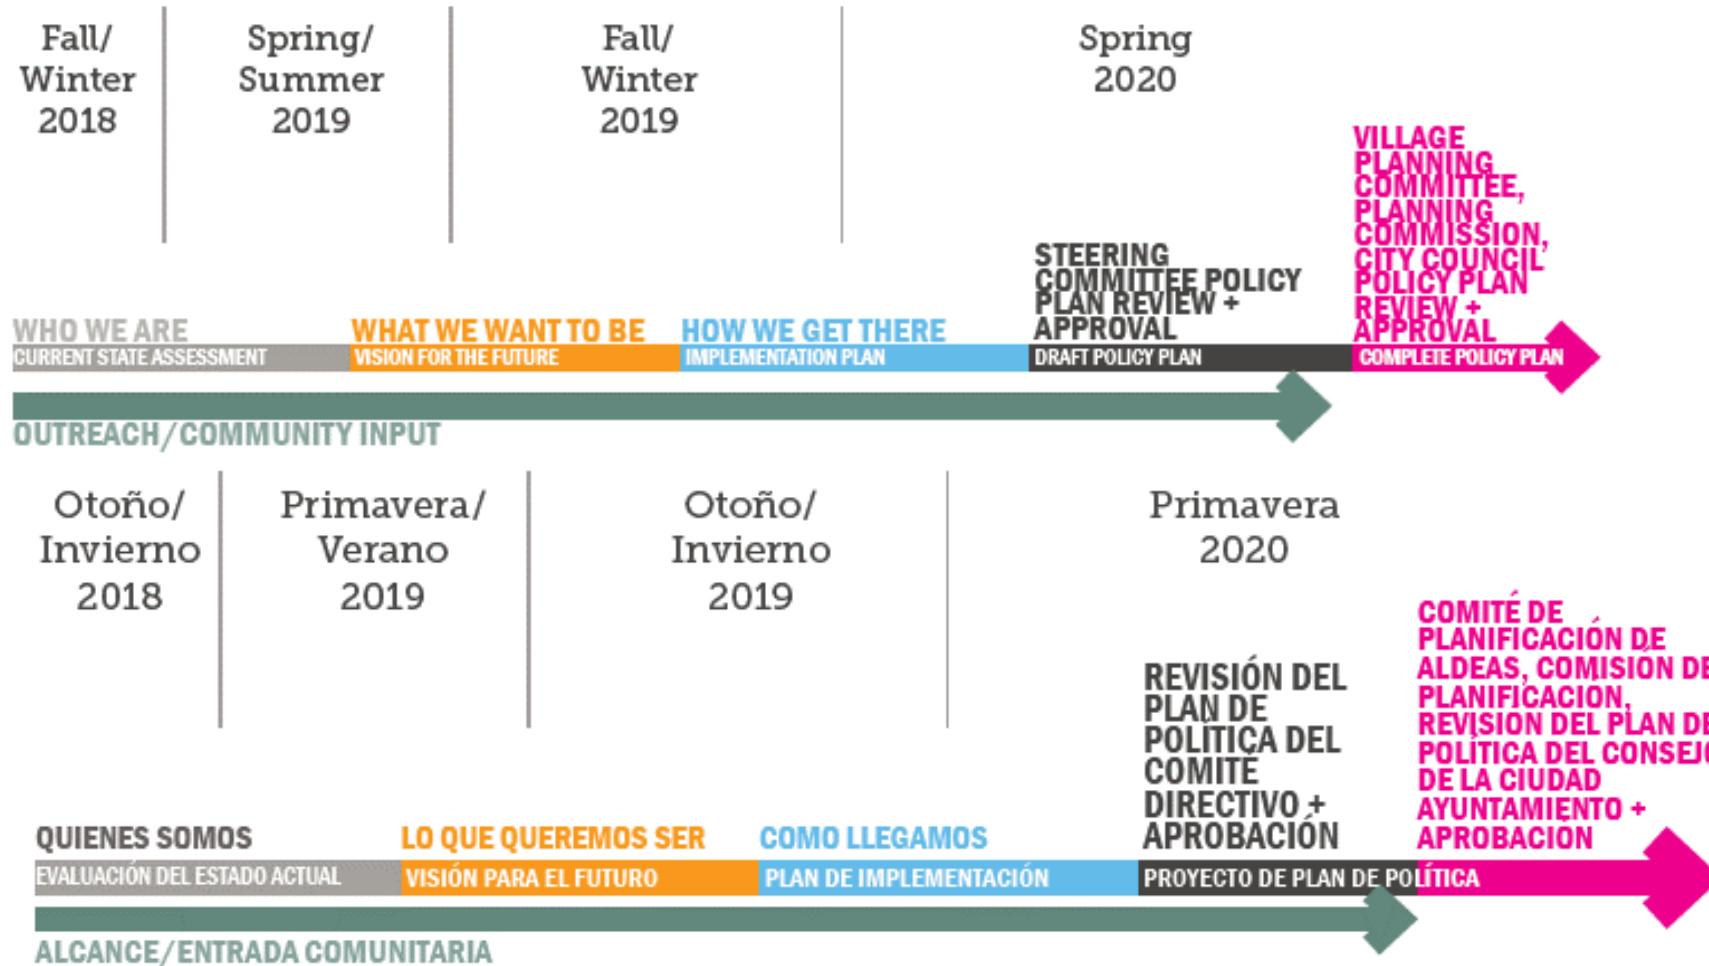 Fall/
Winter
2018
Spring/
Summer
2019
Fall/
Winter
2019
Spring
2020
WHO WE ARE
CURRENT STATE ASSESSMENT
WHAT WE WANT TO BE
VISION FOR THE FUTURE
HOW WE GET THERE
IMPLEMENTATION PLAN
STEERING
COMMITTEE POLICY
PLAN REVIEW +
APPROVAL
DRAFT POLICY PLAN
VILLAGE
PLANNING
COMMITTEE,
PLANNING
COMMISSION,
CITY COUNCIL
POLICY PLAN
REVIEW +
APPROVAL
COMPLETE POLICY PLAN
OUTREACH/COMMUNITY INPUT
Otoño/
Invierno
2018
Primavera/
Verano
2019
Otoño/
Invierno
2019
Primavera
2020
QUIENES SOMOS
EVALUACIÓN DEL ESTADO ACTUAL
LO QUE QUEREMOS SER
VISIÓN PARA EL FUTURO
COMO LLEGAMOS
PLAN DE IMPLEMENTACIÓN
REVISIÓN DEL
PLAN DE
POLÍTICA DEL
COMITÉ
DIRECTIVO +
APROBACIÓN
PROYECTO DE PLAN DE POLÍTICA
COMITÉ DE
PLANIFICACIÓN DE
ALDEAS, COMISIÓN DE
PLANIFICACIÓN,
REVISIÓN DEL PLAN DE
POLÍTICA DEL CONSEJO
DE LA CIUDAD
AYUNTAMIENTO +
APROBACIÓN
ALCANCE/ENTRADA COMUNITARIA